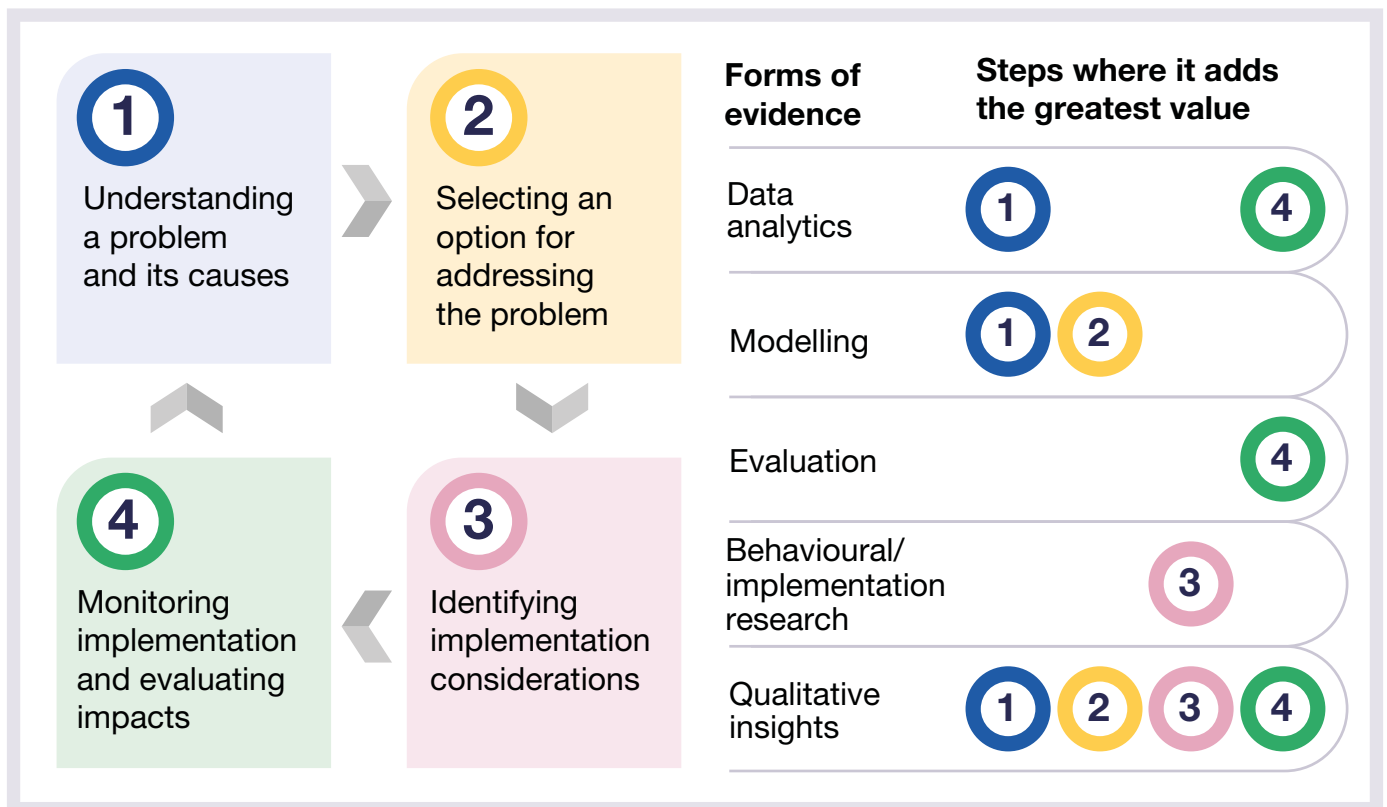 1
Understanding
a problem
and its causes
2
Selecting an
option for
addressing
the problem
4
Monitoring
implementation
and evaluating
impacts
3
Identifying
implementation
considerations
Forms of
evidence
Steps where it adds
the greatest value
Data
analytics
1 4
Modelling
1 2
Evaluation
4
Behavioural/
implementation
research
3
Qualitative
insights
1 2 3 4